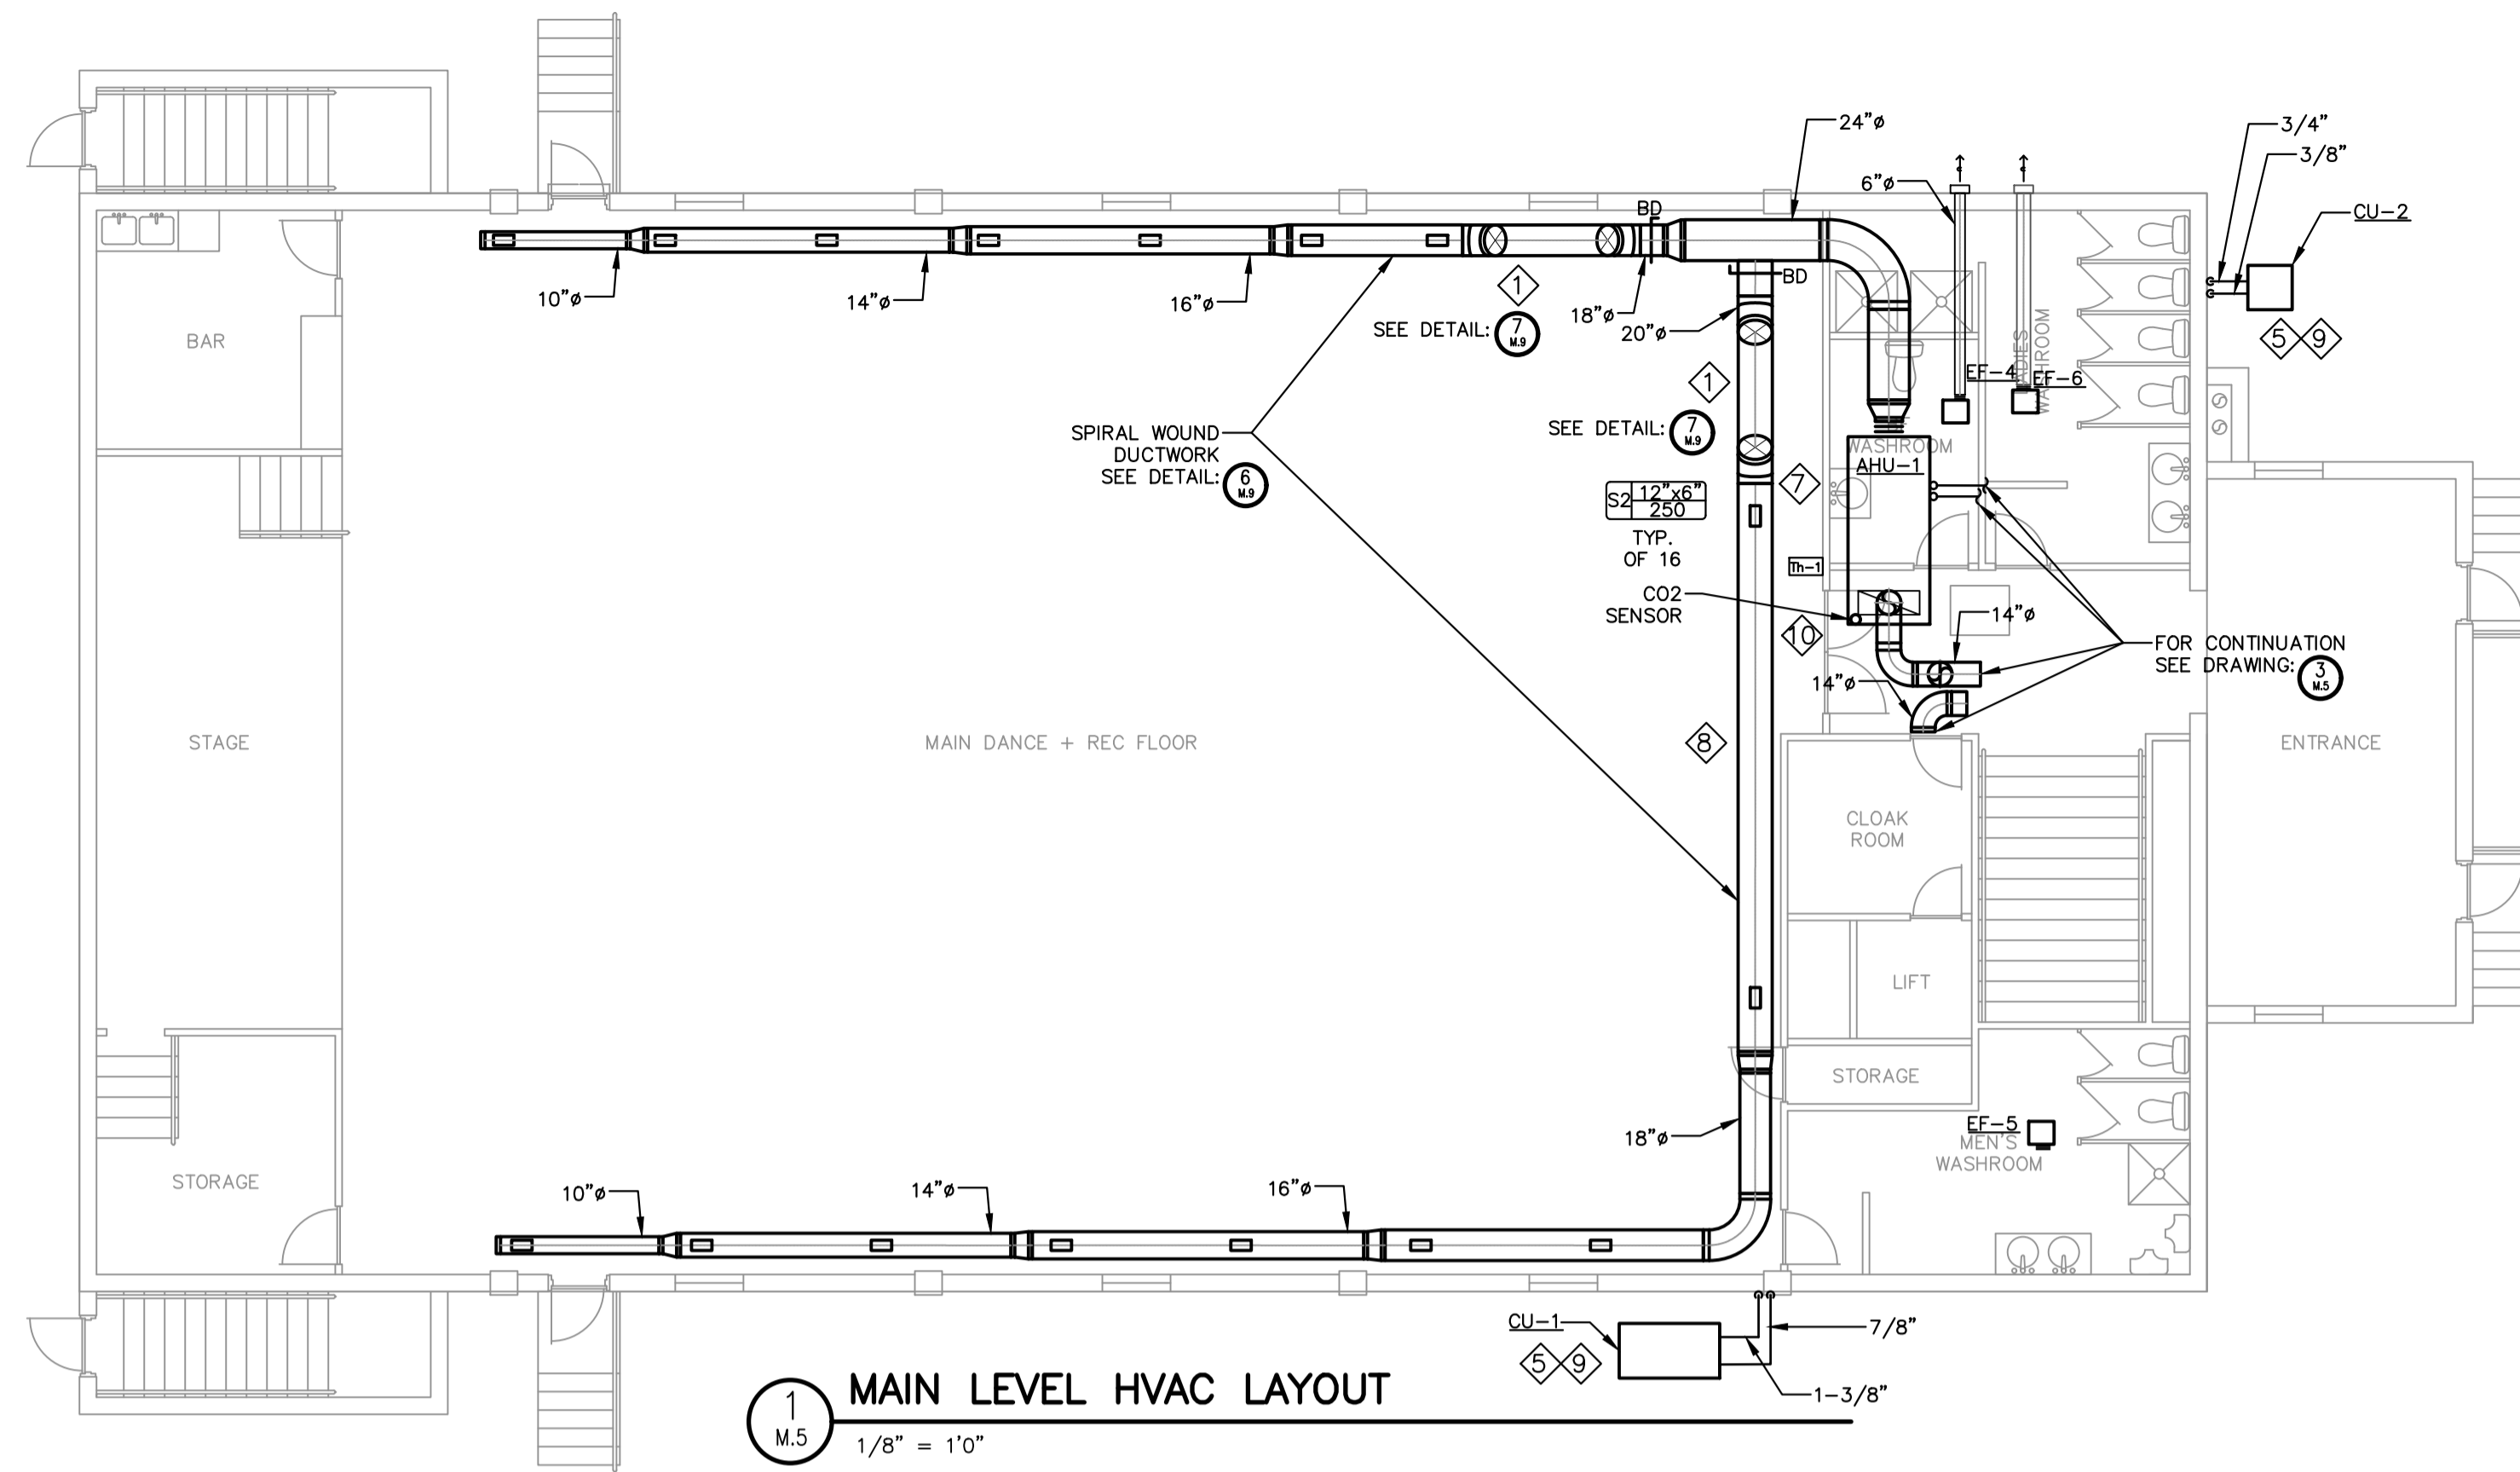 24"ø
3/4"
3/8"
6"ø
CU-2
BD
BD
10"ø
14"ø
16"ø
1
18"ø
20"ø
SEE DETAIL: 7
M.9
5 9
BAR
1
EF-4
EF-6
LADIES
WASHROOM
SPIRAL WOUND
DUCTWORK
SEE DETAIL: 6
M.9
SEE DETAIL: 7
M.9
WASHROOM
AHU-1
7
S2 12"x6"
250
TYP.
OF 16
Th-1
CO2
SENSOR
10
14"ø
14"ø
FOR CONTINUATION
SEE DRAWING: 3
M.5
STAGE
MAIN DANCE + REC FLOOR
8
ENTRANCE
CLOAK
ROOM
LIFT
STORAGE
18"ø
EF-5
MEN'S
WASHROOM
STORAGE
10"ø
14"ø
16"ø
CU-1
5 9
7/8"
1-3/8"
1
M.5
MAIN LEVEL HVAC LAYOUT
1/8" = 1'0"